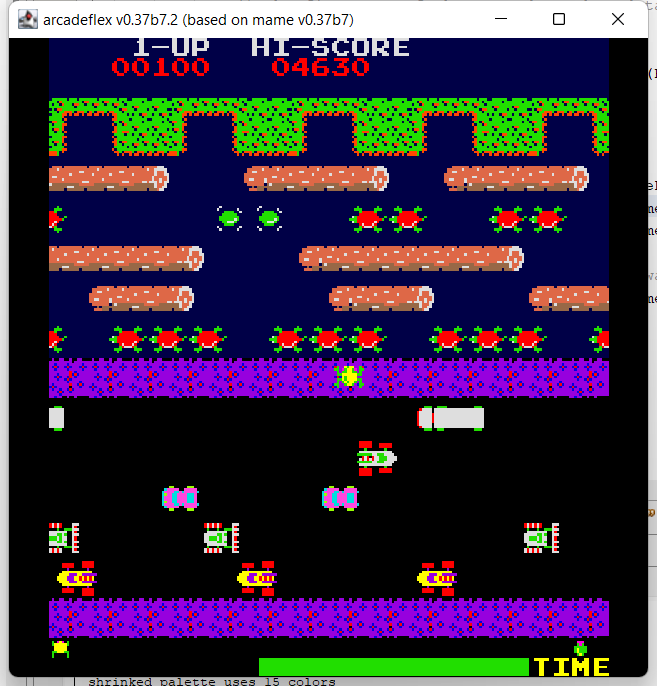 arcadeflex v0.37b7.2 (based on mame v0.37b7)
1-UP HI-SCORE
00100 04630
TIME
shrinked palette uses 15 colors